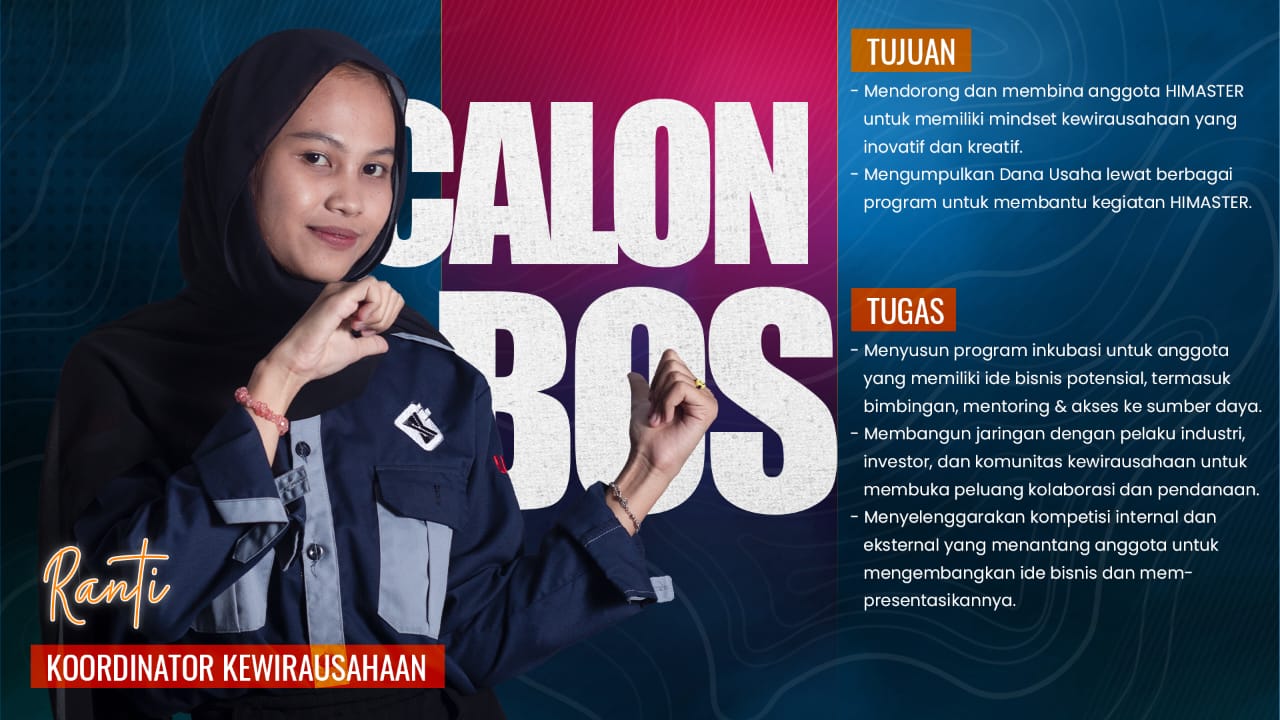 CALON
BOS
Ranti
KOORDINATOR KEWIRAUSAHAAN
TUJUAN
- Mendorong dan membina anggota HIMASTER
untuk memiliki mindset kewirausahaan yang
inovatif dan kreatif.
- Mengumpulkan Dana Usaha lewat berbagai
program untuk membantu kegiatan HIMASTER.
TUGAS
- Menyusun program inkubasi untuk anggota
yang memiliki ide bisnis potensial, termasuk
bimbingan, mentoring & akses ke sumber daya.
- Membangun jaringan dengan pelaku industri,
investor, dan komunitas kewirausahaan untuk
membuka peluang kolaborasi dan pendanaan.
- Menyelenggarakan kompetisi internal dan
eksternal yang menantang anggota untuk
mengembangkan ide bisnis dan mem-
presentasikannya.